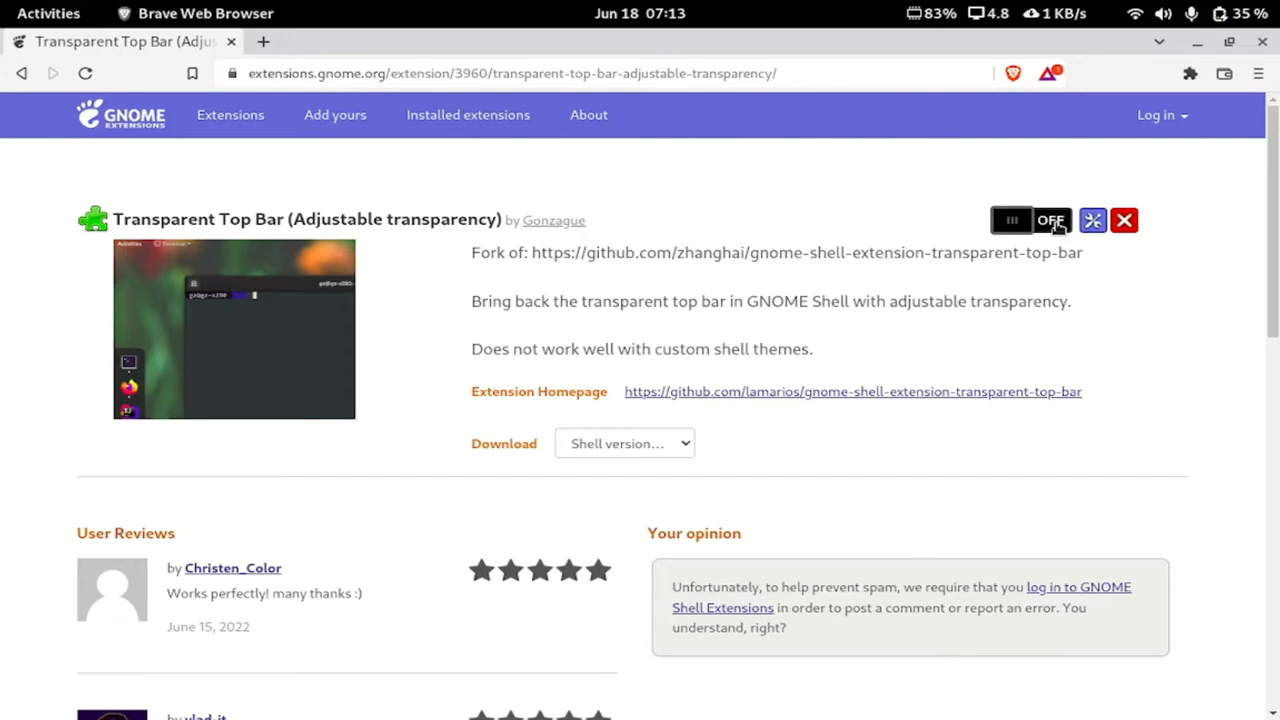 Activities Brave Web Browser Jun 18 07:13 83% 4.8 1 KB/s 35 %
Transparent Top Bar (Adjus
extensions.gnome.org/extension/3960/transparent-top-bar-adjustable-transparency/ 1
GNOME EXTENSIONS Extensions Add yours Installed extensions About Log in
Transparent Top Bar (Adjustable transparency) by Gonzague OFF
Fork of: https://github.com/zhanghai/gnome-shell-extension-transparent-top-bar
Bring back the transparent top bar in GNOME Shell with adjustable transparency.
Does not work well with custom shell themes.
Extension Homepage https://github.com/lamarios/gnome-shell-extension-transparent-top-bar
Download Shell version...
User Reviews
by Christen_Color
Works perfectly! many thanks :)
June 15, 2022
by vlad-it
Your opinion
Unfortunately, to help prevent spam, we require that you log in to GNOME
Shell Extensions in order to post a comment or report an error. You
understand, right?